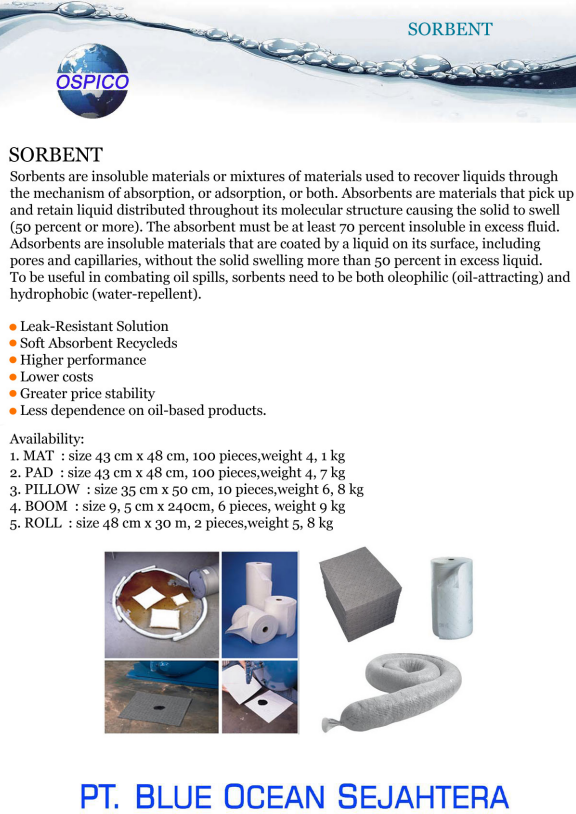 SORBENT
OSPICO
SORBENT
Sorbents are insoluble materials or mixtures of materials used to recover liquids through
the mechanism of absorption, or adsorption, or both. Absorbents are materials that pick up
and retain liquid distributed throughout its molecular structure causing the solid to swell
(50 percent or more). The absorbent must be at least 70 percent insoluble in excess fluid.
Adsorbents are insoluble materials that are coated by a liquid on its surface, including
pores and capillaries, without the solid swelling more than 50 percent in excess liquid.
To be useful in combating oil spills, sorbents need to be both oleophilic (oil-attracting) and
hydrophobic (water-repellent).
Leak-Resistant Solution
Soft Absorbent Recycleds
Higher performance
Lower costs
Greater price stability
Less dependence on oil-based products.
Availability:
1. MAT : size 43 cm x 48 cm, 100 pieces,weight 4, 1 kg
2. PAD : size 43 cm x 48 cm, 100 pieces,weight 4, 7 kg
3. PILLOW : size 35 cm x 50 cm, 10 pieces,weight 6, 8 kg
4. BOOM : size 9, 5 cm x 240cm, 6 pieces, weight 9 kg
5. ROLL : size 48 cm x 30 m, 2 pieces,weight 5, 8 kg
PT. BLUE OCEAN SEJAHTERA